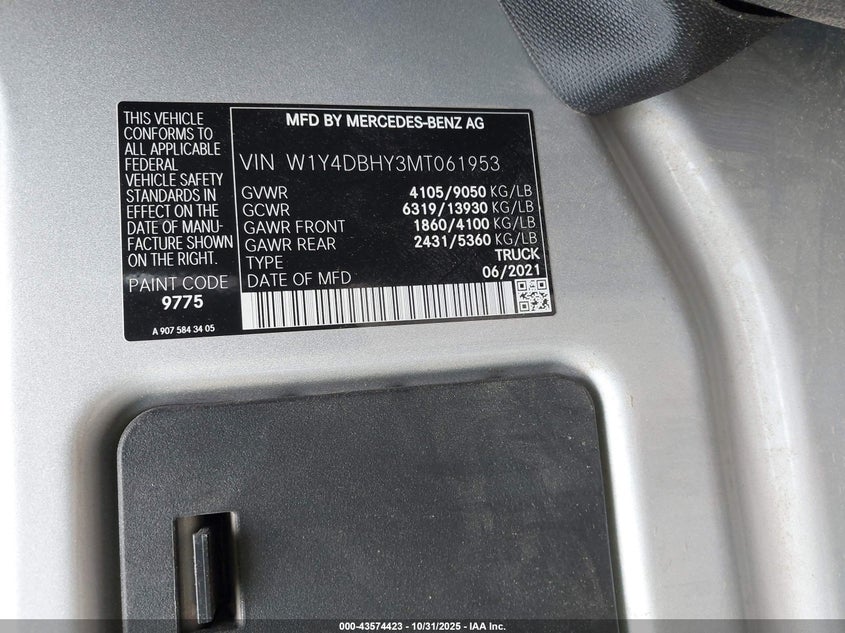 THIS VEHICLE
CONFORMS TO
ALL APPLICABLE
FEDERAL
VEHICLE SAFETY
STANDARDS IN
EFFECT ON THE
DATE OF MANU-
FACTURE SHOWN
ON THE RIGHT.
PAINT CODE
9775
A 907 584 34 05
MFD BY MERCEDES-BENZ AG
VIN W1Y4DBHY3MT061953
GVWR 4105/9050 KG/LB
GCWR 6319/13930 KG/LB
GAWR FRONT 1860/4100 KG/LB
GAWR REAR 2431/5360 KG/LB
TYPE TRUCK
DATE OF MFD 06/2021
000-43574423 • 10/31/2025 • IAA Inc.